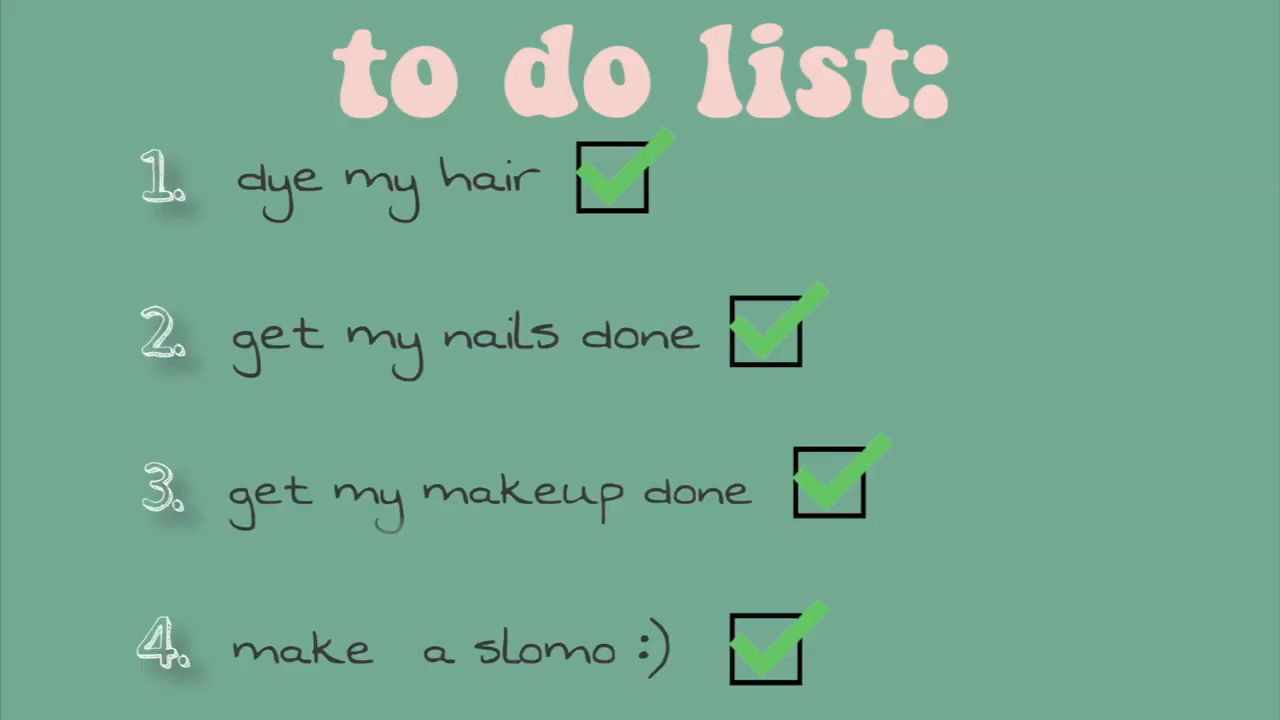 to do list:
1. dye my hair
2. get my nails done
3. get my makeup done
4. make a slomo :)